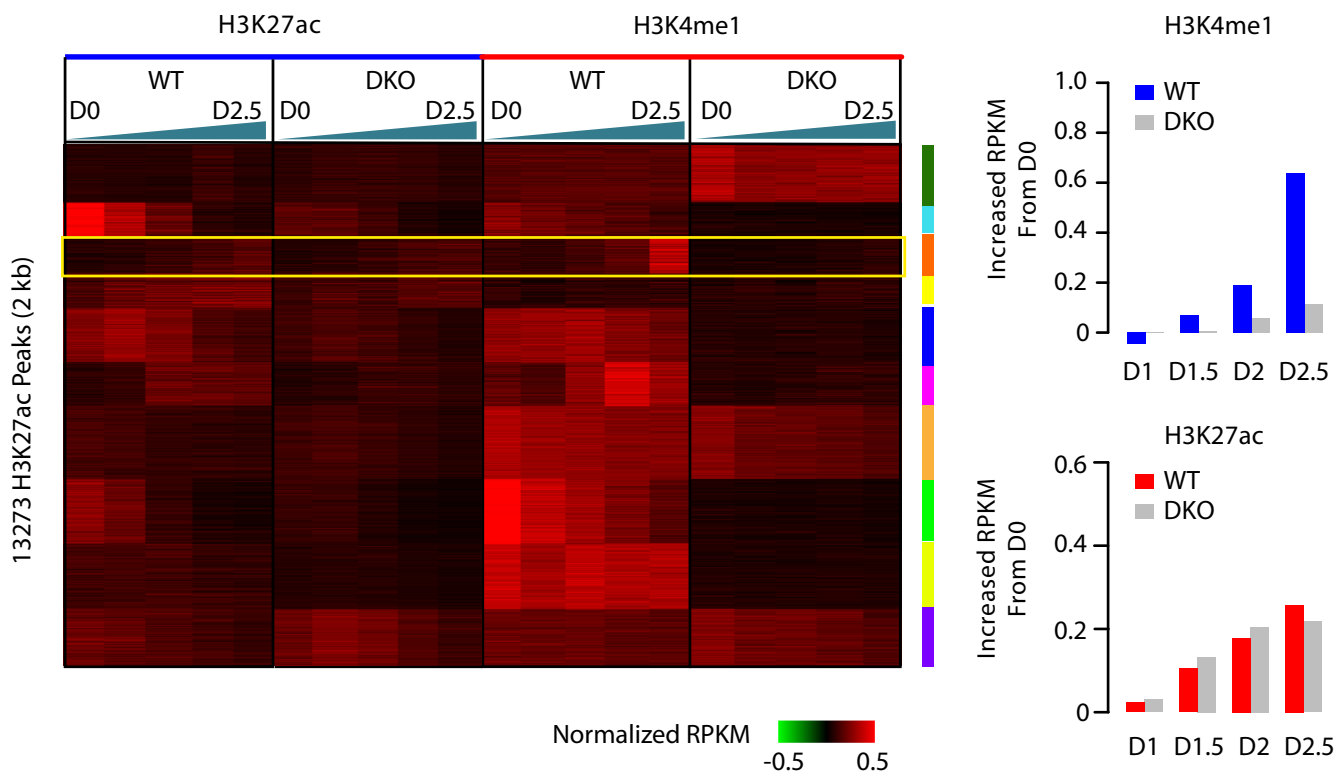 H3K27ac
H3K4me1
WT
DKO
WT
DKO
D0
D2.5
D0
D2.5
D0
D2.5
D0
D2.5
13273 H3K27ac Peaks (2 kb)
Normalized RPKM
-0.5
0.5
H3K4me1
WT
DKO
Increased RPKM
From D0
1.0
0.8
0.6
0.4
0.2
0
D1
D1.5
D2
D2.5
H3K27ac
WT
DKO
Increased RPKM
From D0
0.6
0.4
0.2
0
D1
D1.5
D2
D2.5